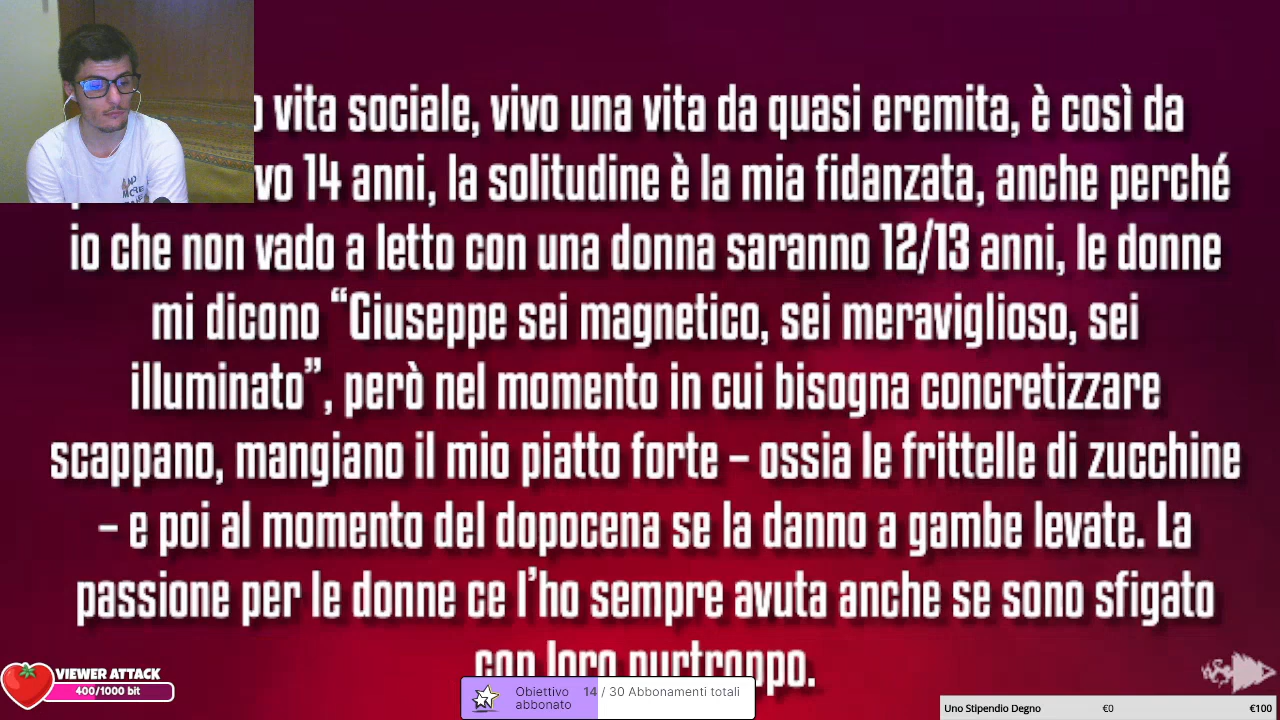 vita sociale, vivo una vita da quasi eremita, è così da
14 anni, la solitudine è la mia fidanzata, anche perché
io che non vado a letto con una donna saranno 12/13 anni, le donne
mi dicono “Giuseppe sei magnetico, sei meraviglioso, sei
illuminato”, però nel momento in cui bisogna concretizzare
scappano, mangiano il mio piatto forte – ossia le frittelle di zucchine
– e poi al momento del dopocena se la danno a gambe levate. La
passione per le donne ce l’ho sempre avuta anche se sono sfigato
con loro purtroppo.
VIEWER ATTACK
400/1000 bit
Obiettivo abbonato 14 / 30 Abbonamenti totali
Uno Stipendio Degno €0 €100